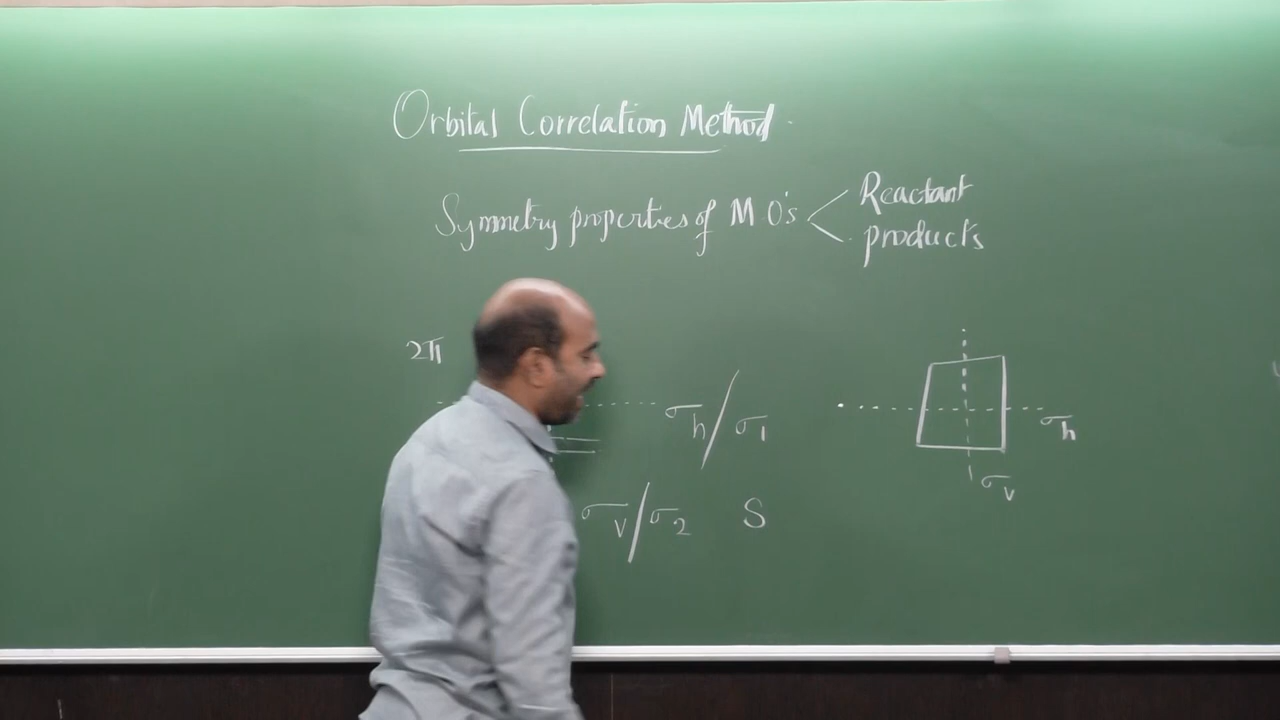 Orbital Correlation Method.
Symmetry properties of MO's < Reactant
products
2π
σh/σ1
σh
σv
σv/σ2 S